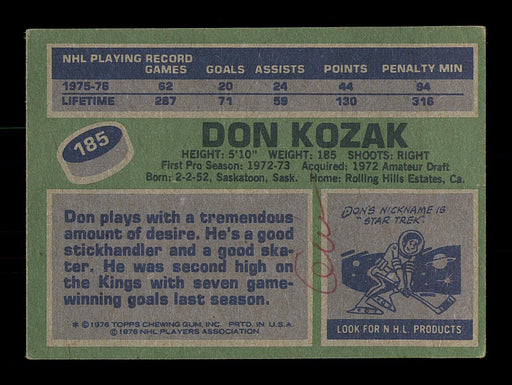 NHL PLAYING RECORD
GAMES GOALS ASSISTS POINTS PENALTY MIN
1975-76 62 20 24 44 94
LIFETIME 287 71 59 130 316
185
DON KOZAK
HEIGHT: 5'10" WEIGHT: 185 SHOOTS: RIGHT
First Pro Season: 1972-73 Acquired: 1972 Amateur Draft
Born: 2-2-52, Saskatoon, Sask. Home: Rolling Hills Estates, Ca.
Don plays with a tremendous
amount of desire. He's a good
stickhandler and a good ska-
ter. He was second high on
the Kings with seven game-
winning goals last season.
* © 1976 TOPPS CHEWING GUM, INC. PRTD. IN U.S.A.
© 1976 NHL PLAYERS ASSOCIATION
DON'S NICKNAME IS
"STAR TREK".
LOOK FOR N H L PRODUCTS